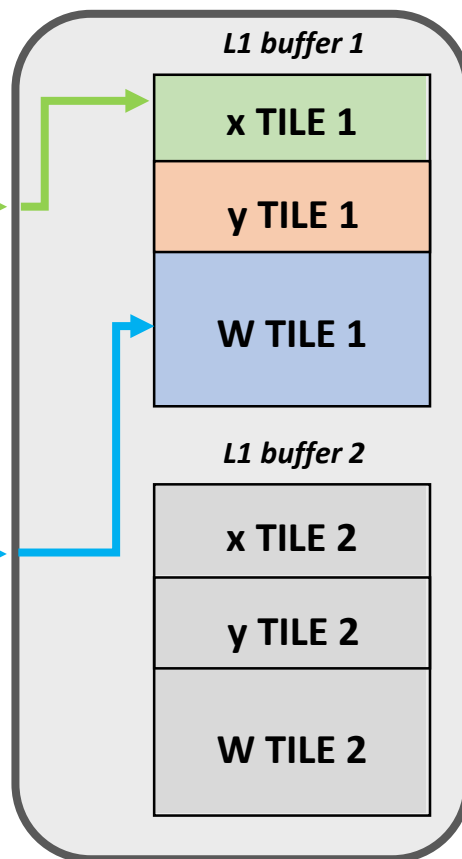 L1 buffer 1
x TILE 1
y TILE 1
W TILE 1
L1 buffer 2
x TILE 2
y TILE 2
W TILE 2